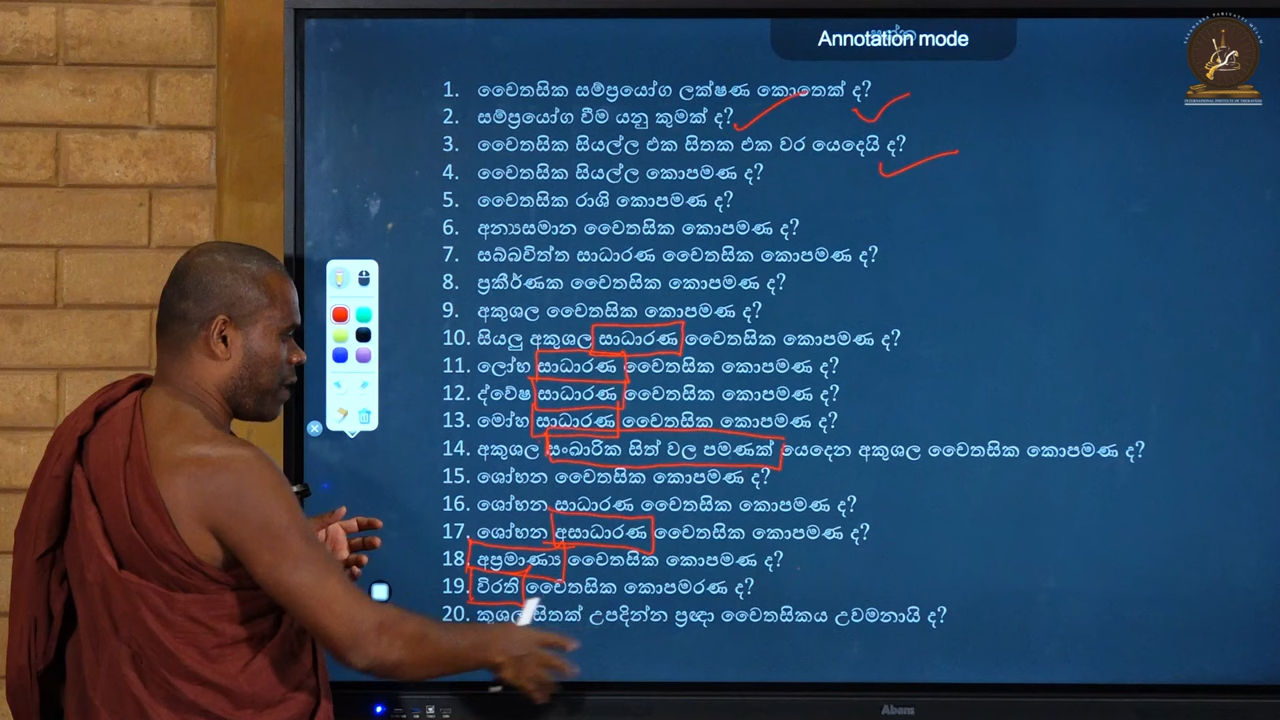 Annotation mode
1. චෛතසික සම්ප්‍රයෝග ලක්ෂණ කොතෙක් ද?
2. සම්ප්‍රයෝග වීම යනු කුමක් ද?
3. චෛතසික සියල්ල එක සිතක එක වර යෙදෙයි ද?
4. චෛතසික සියල්ල කොපමණ ද?
5. චෛතසික රාශි කොපමණ ද?
6. අන්‍යසමාන චෛතසික කොපමණ ද?
7. සබ්බචිත්ත සාධාරණ චෛතසික කොපමණ ද?
8. ප්‍රකීර්ණක චෛතසික කොපමණ ද?
9. අකුශල චෛතසික කොපමණ ද?
10. සියලු අකුශල සාධාරණ චෛතසික කොපමණ ද?
11. ලෝභ සාධාරණ චෛතසික කොපමණ ද?
12. ද්වේෂ සාධාරණ චෛතසික කොපමණ ද?
13. මෝහ සාධාරණ චෛතසික කොපමණ ද?
14. අකුශල සංඛාරික සිත් වල පමණක් යෙදෙන අකුශල චෛතසික කොපමණ ද?
15. ශෝභන චෛතසික කොපමණ ද?
16. ශෝභන සාධාරණ චෛතසික කොපමණ ද?
17. ශෝභන අසාධාරණ චෛතසික කොපමණ ද?
18. අප්‍රමාණ්‍ය චෛතසික කොපමණ ද?
19. විරති චෛතසික කොපමරණ ද?
20. කුශල සිතක් උපදින්න ප්‍රඥා චෛතසිකය උවමනායි ද?
Abans